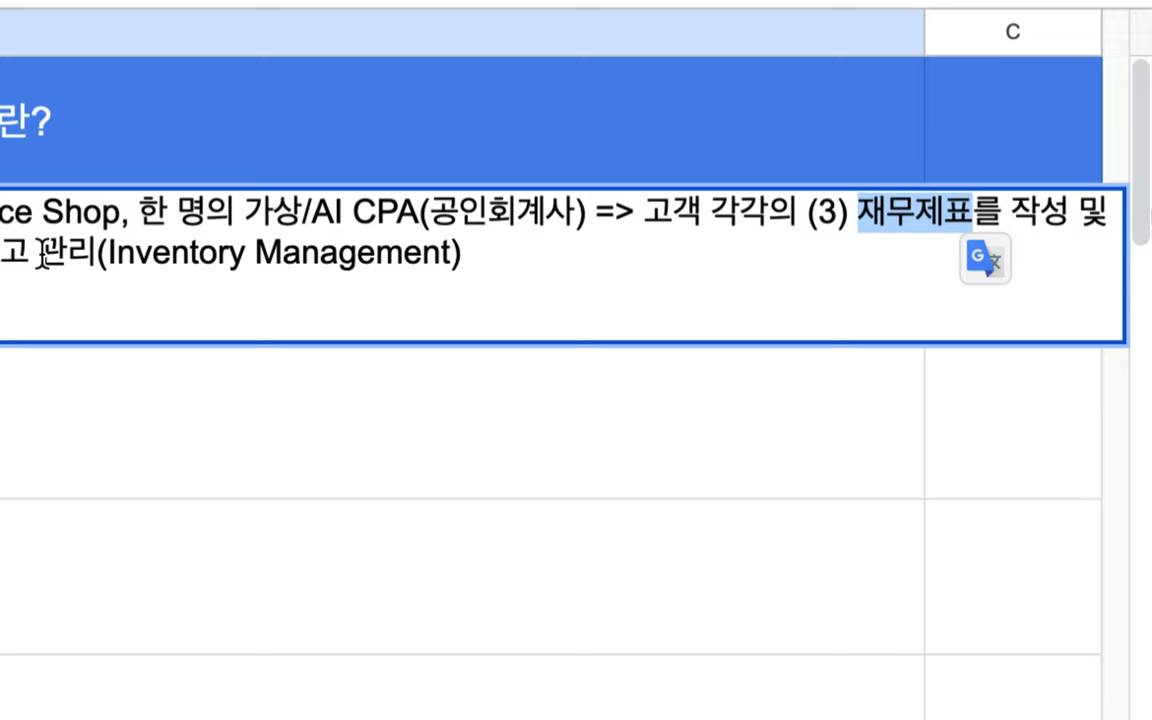 C
란?
ce Shop, 한 명의 가상/AI CPA(공인회계사) => 고객 각각의 (3) 재무제표를 작성 및
고 관리(Inventory Management)
G 文